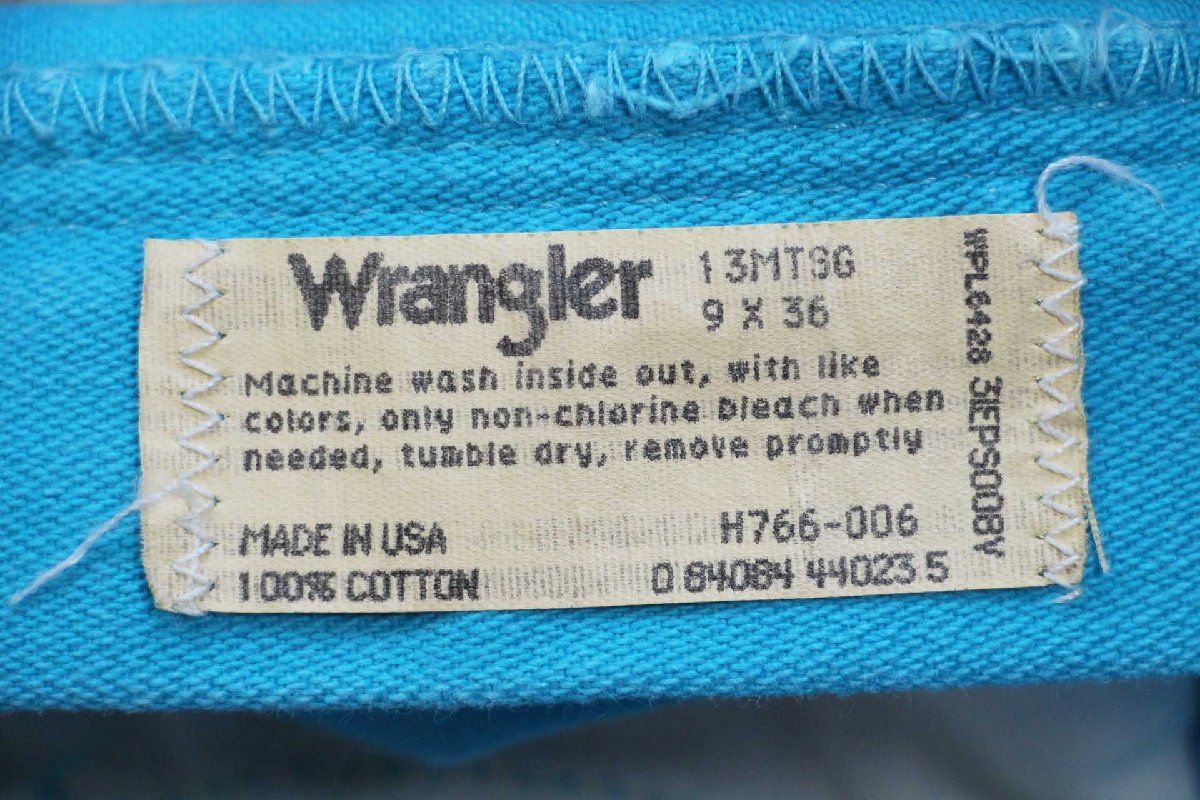 Wrangler
13MTSG
9 X 36
Machine wash inside out, with like
colors, only non-chlorine bleach when
needed, tumble dry, remove promptly
MADE IN USA
100% COTTON
H766-006
0 84084 44023 5
WPL6428 3IEPS008V